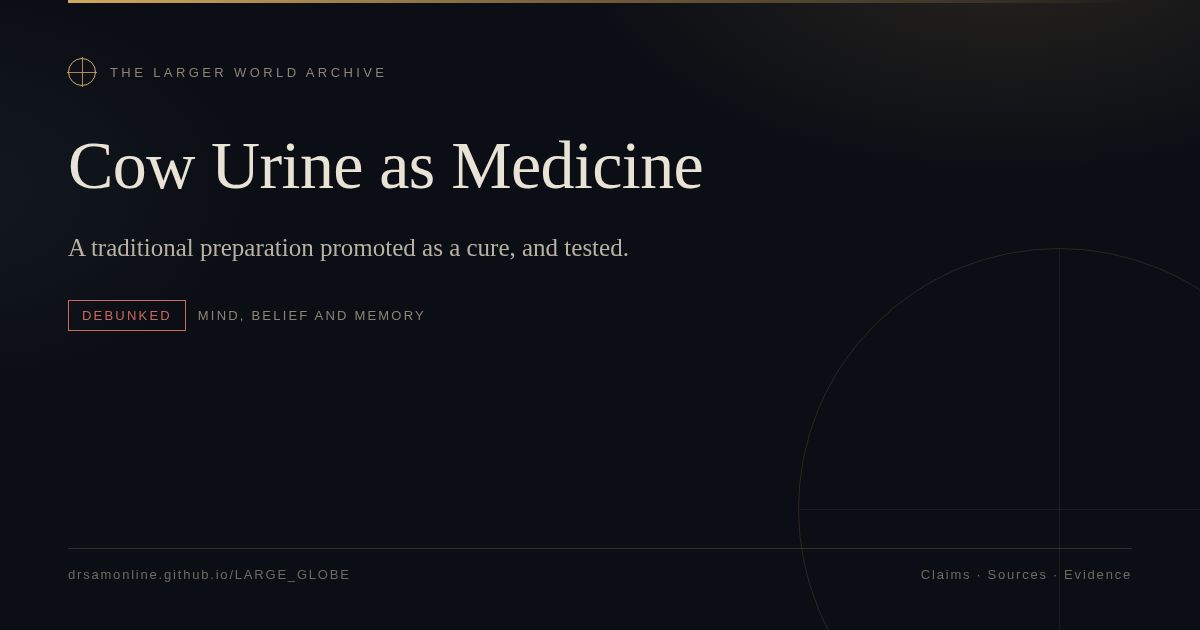 THE LARGER WORLD ARCHIVE
Cow Urine as Medicine
A traditional preparation promoted as a cure, and tested.
DEBUNKED MIND, BELIEF AND MEMORY
drsamonline.github.io/LARGE_GLOBE Claims · Sources · Evidence